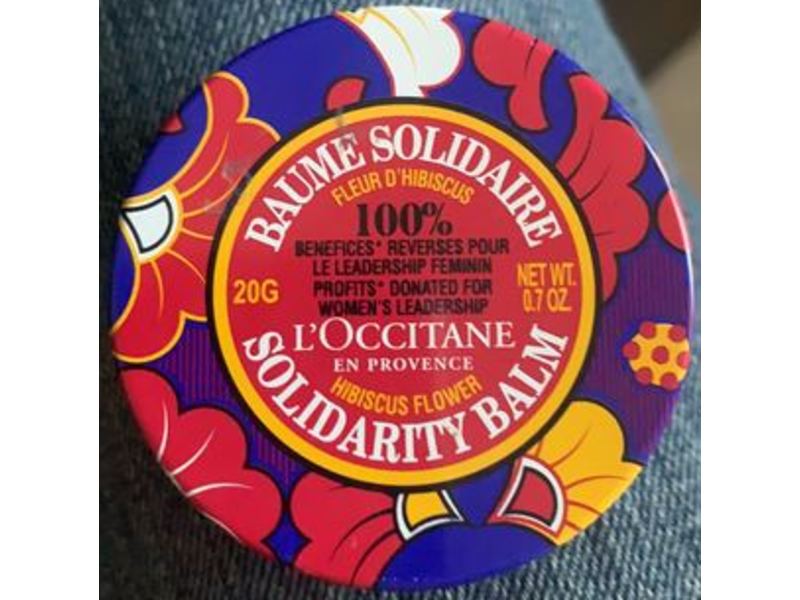 BAUME SOLIDAIRE
FLEUR D'HIBISCUS
100%
BENEFICES* REVERSES POUR
LE LEADERSHIP FEMININ
20G
PROFITS* DONATED FOR
WOMEN'S LEADERSHIP
NET WT.
0.7 OZ.
L'OCCITANE
EN PROVENCE
HIBISCUS FLOWER
SOLIDARITY BALM